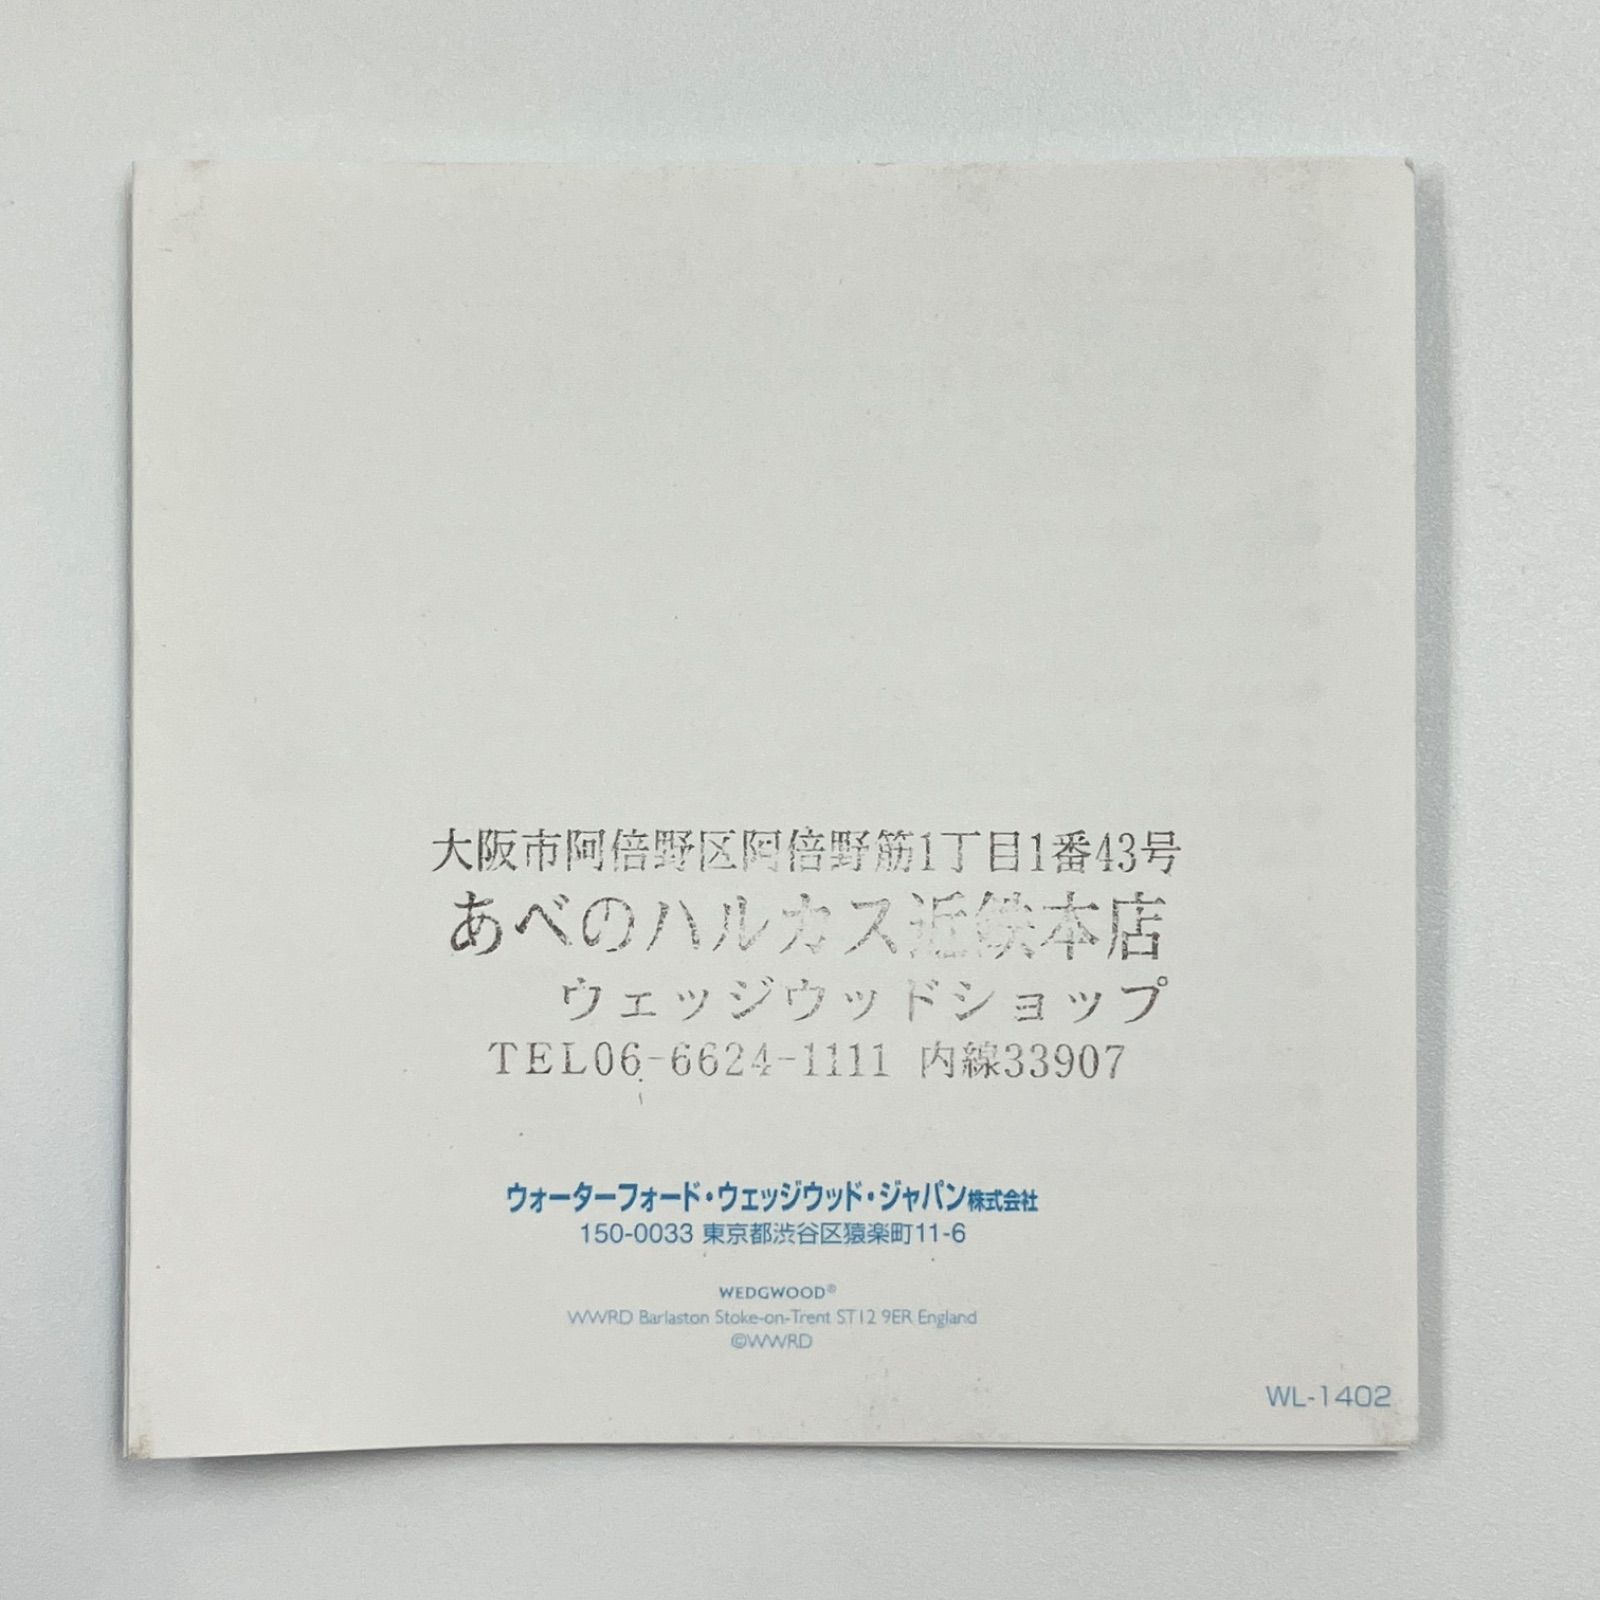 大阪市阿倍野区阿倍野筋1丁目1番43号
あべのハルカス近鉄本店
ウェッジウッドショップ
TEL06-6624-1111 内線33907
ウォーターフォード・ウェッジウッド・ジャパン株式会社
150-0033 東京都渋谷区猿楽町11-6
WEDGWOOD®
WWRD Barlaston Stoke-on-Trent ST12 9ER England
©WWRD
WL-1402